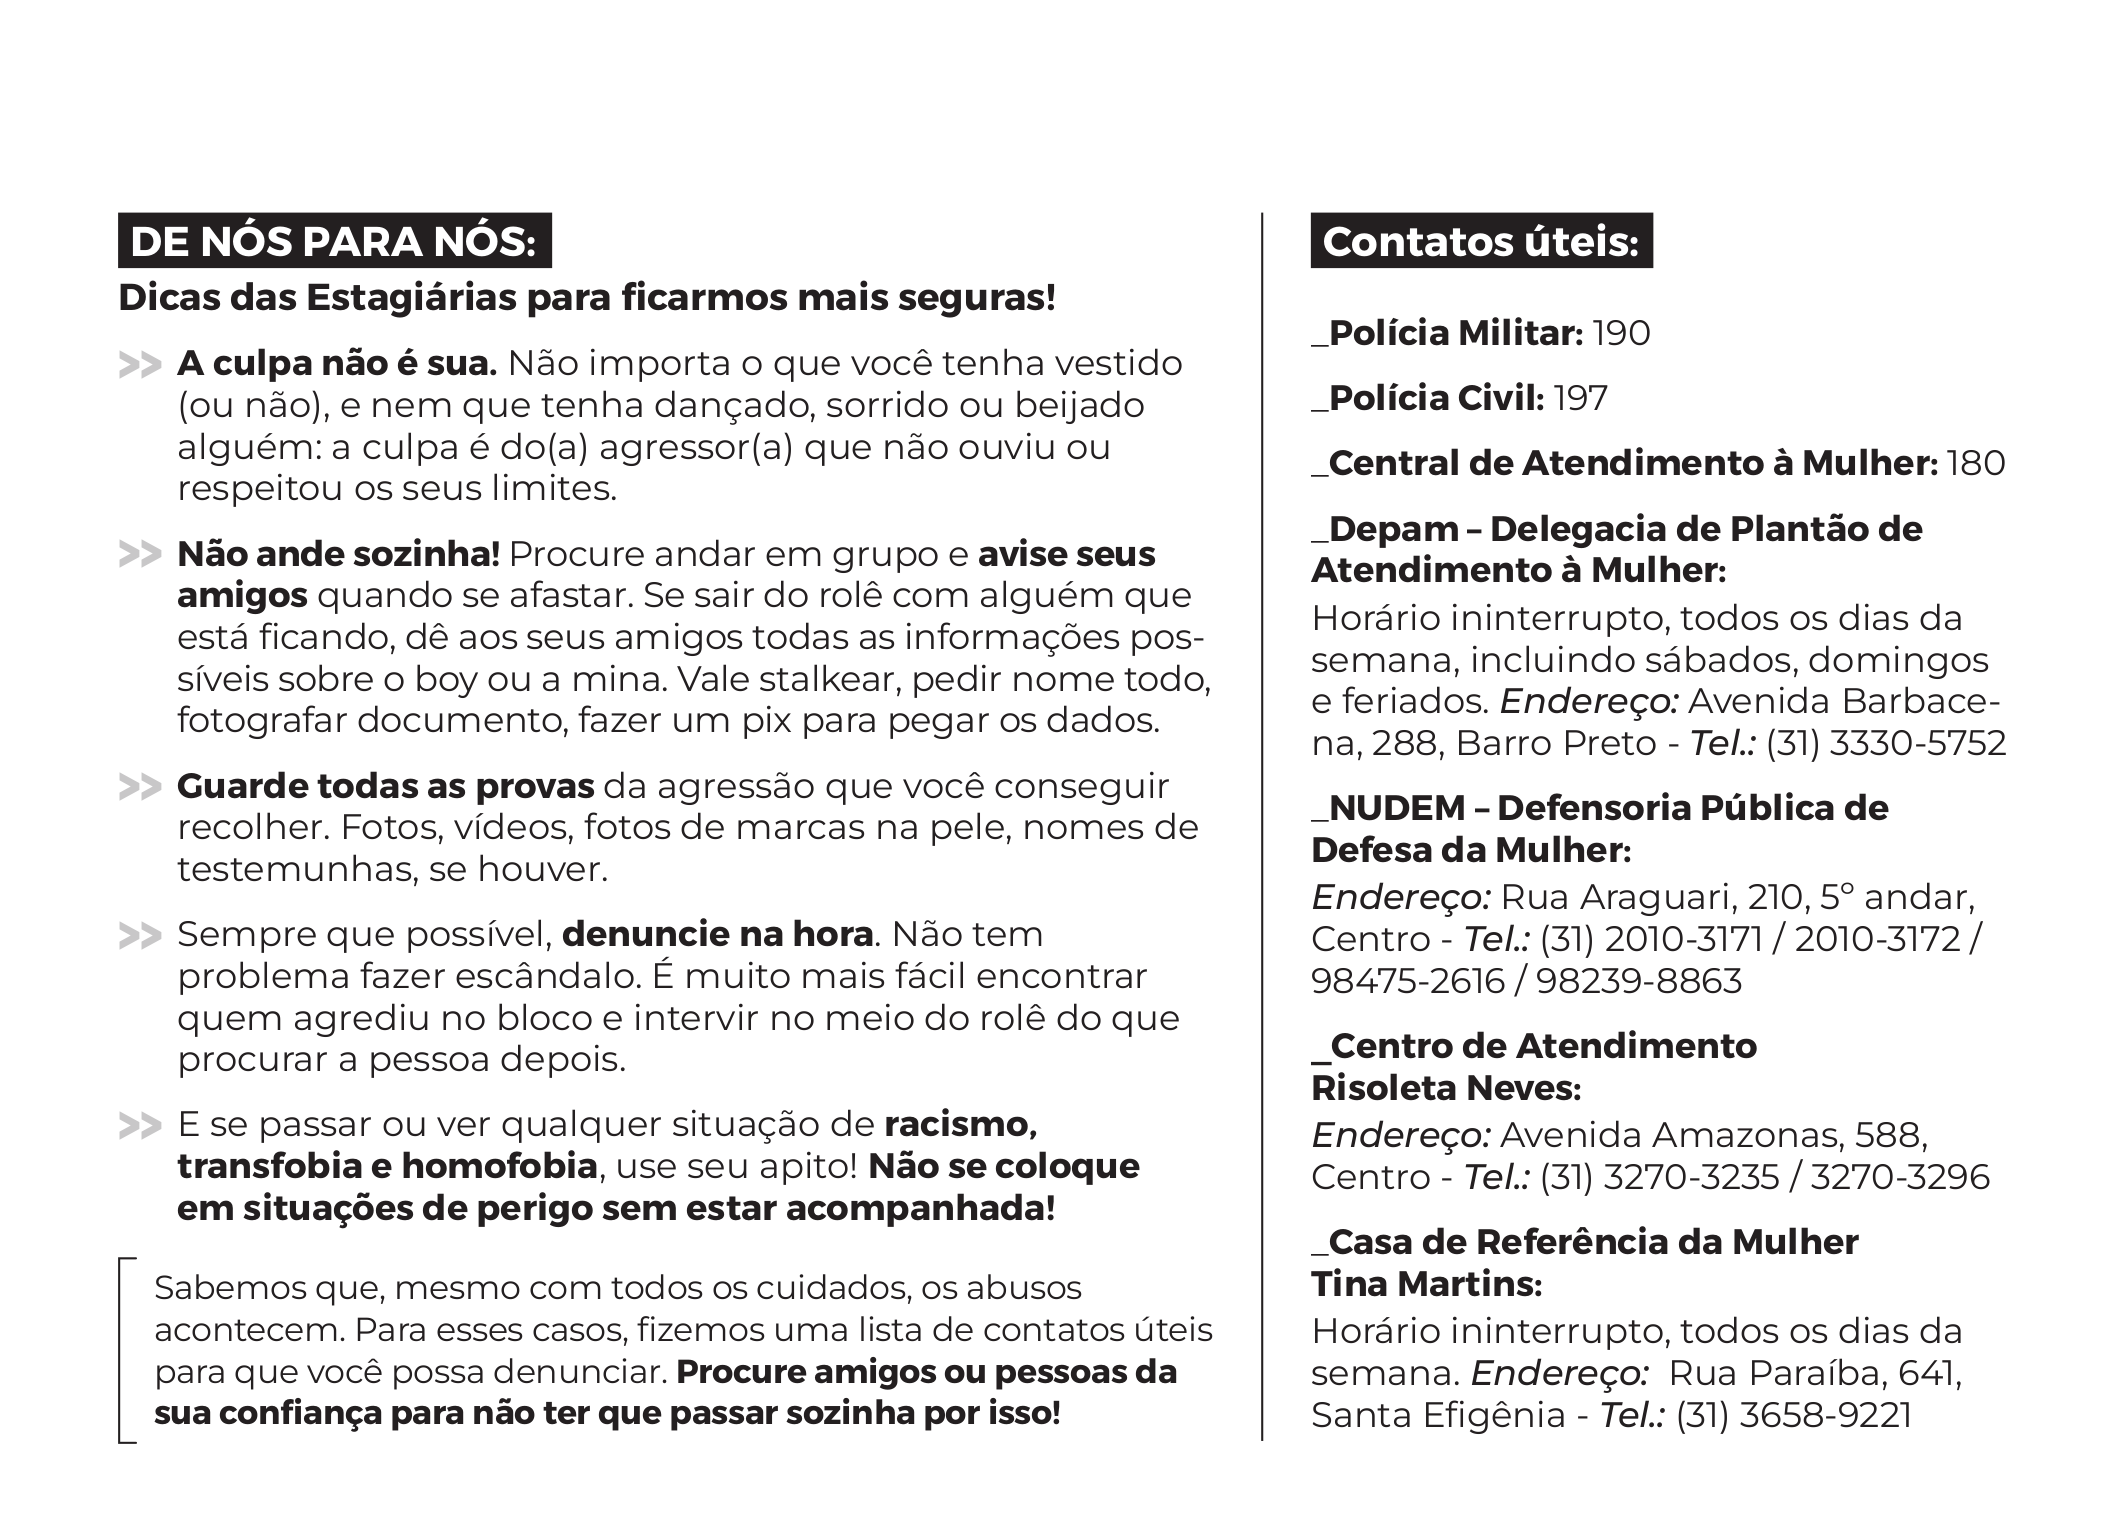 DE NÓS PARA NÓS:
Dicas das Estagiárias para ficarmos mais seguras!
>> A culpa não é sua. Não importa o que você tenha vestido
(ou não), e nem que tenha dançado, sorrido ou beijado
alguém: a culpa é do(a) agressor(a) que não ouviu ou
respeitou os seus limites.
>> Não ande sozinha! Procure andar em grupo e avise seus
amigos quando se afastar. Se sair do rolê com alguém que
está ficando, dê aos seus amigos todas as informações pos-
síveis sobre o boy ou a mina. Vale stalkear, pedir nome todo,
fotografar documento, fazer um pix para pegar os dados.
>> Guarde todas as provas da agressão que você conseguir
recolher. Fotos, vídeos, fotos de marcas na pele, nomes de
testemunhas, se houver.
>> Sempre que possível, denuncie na hora. Não tem
problema fazer escândalo. É muito mais fácil encontrar
quem agrediu no bloco e intervir no meio do rolê do que
procurar a pessoa depois.
>> E se passar ou ver qualquer situação de racismo,
transfobia e homofobia, use seu apito! Não se coloque
em situações de perigo sem estar acompanhada!
Sabemos que, mesmo com todos os cuidados, os abusos
acontecem. Para esses casos, fizemos uma lista de contatos úteis
para que você possa denunciar. Procure amigos ou pessoas da
sua confiança para não ter que passar sozinha por isso!
Contatos úteis:
_Polícia Militar: 190
_Polícia Civil: 197
_Central de Atendimento à Mulher: 180
_Depam – Delegacia de Plantão de
Atendimento à Mulher:
Horário ininterrupto, todos os dias da
semana, incluindo sábados, domingos
e feriados. Endereço: Avenida Barbace-
na, 288, Barro Preto - Tel.: (31) 3330-5752
_NUDEM – Defensoria Pública de
Defesa da Mulher:
Endereço: Rua Araguari, 210, 5º andar,
Centro - Tel.: (31) 2010-3171 / 2010-3172 /
98475-2616 / 98239-8863
_Centro de Atendimento
Risoleta Neves:
Endereço: Avenida Amazonas, 588,
Centro - Tel.: (31) 3270-3235 / 3270-3296
_Casa de Referência da Mulher
Tina Martins:
Horário ininterrupto, todos os dias da
semana. Endereço: Rua Paraíba, 641,
Santa Efigênia - Tel.: (31) 3658-9221